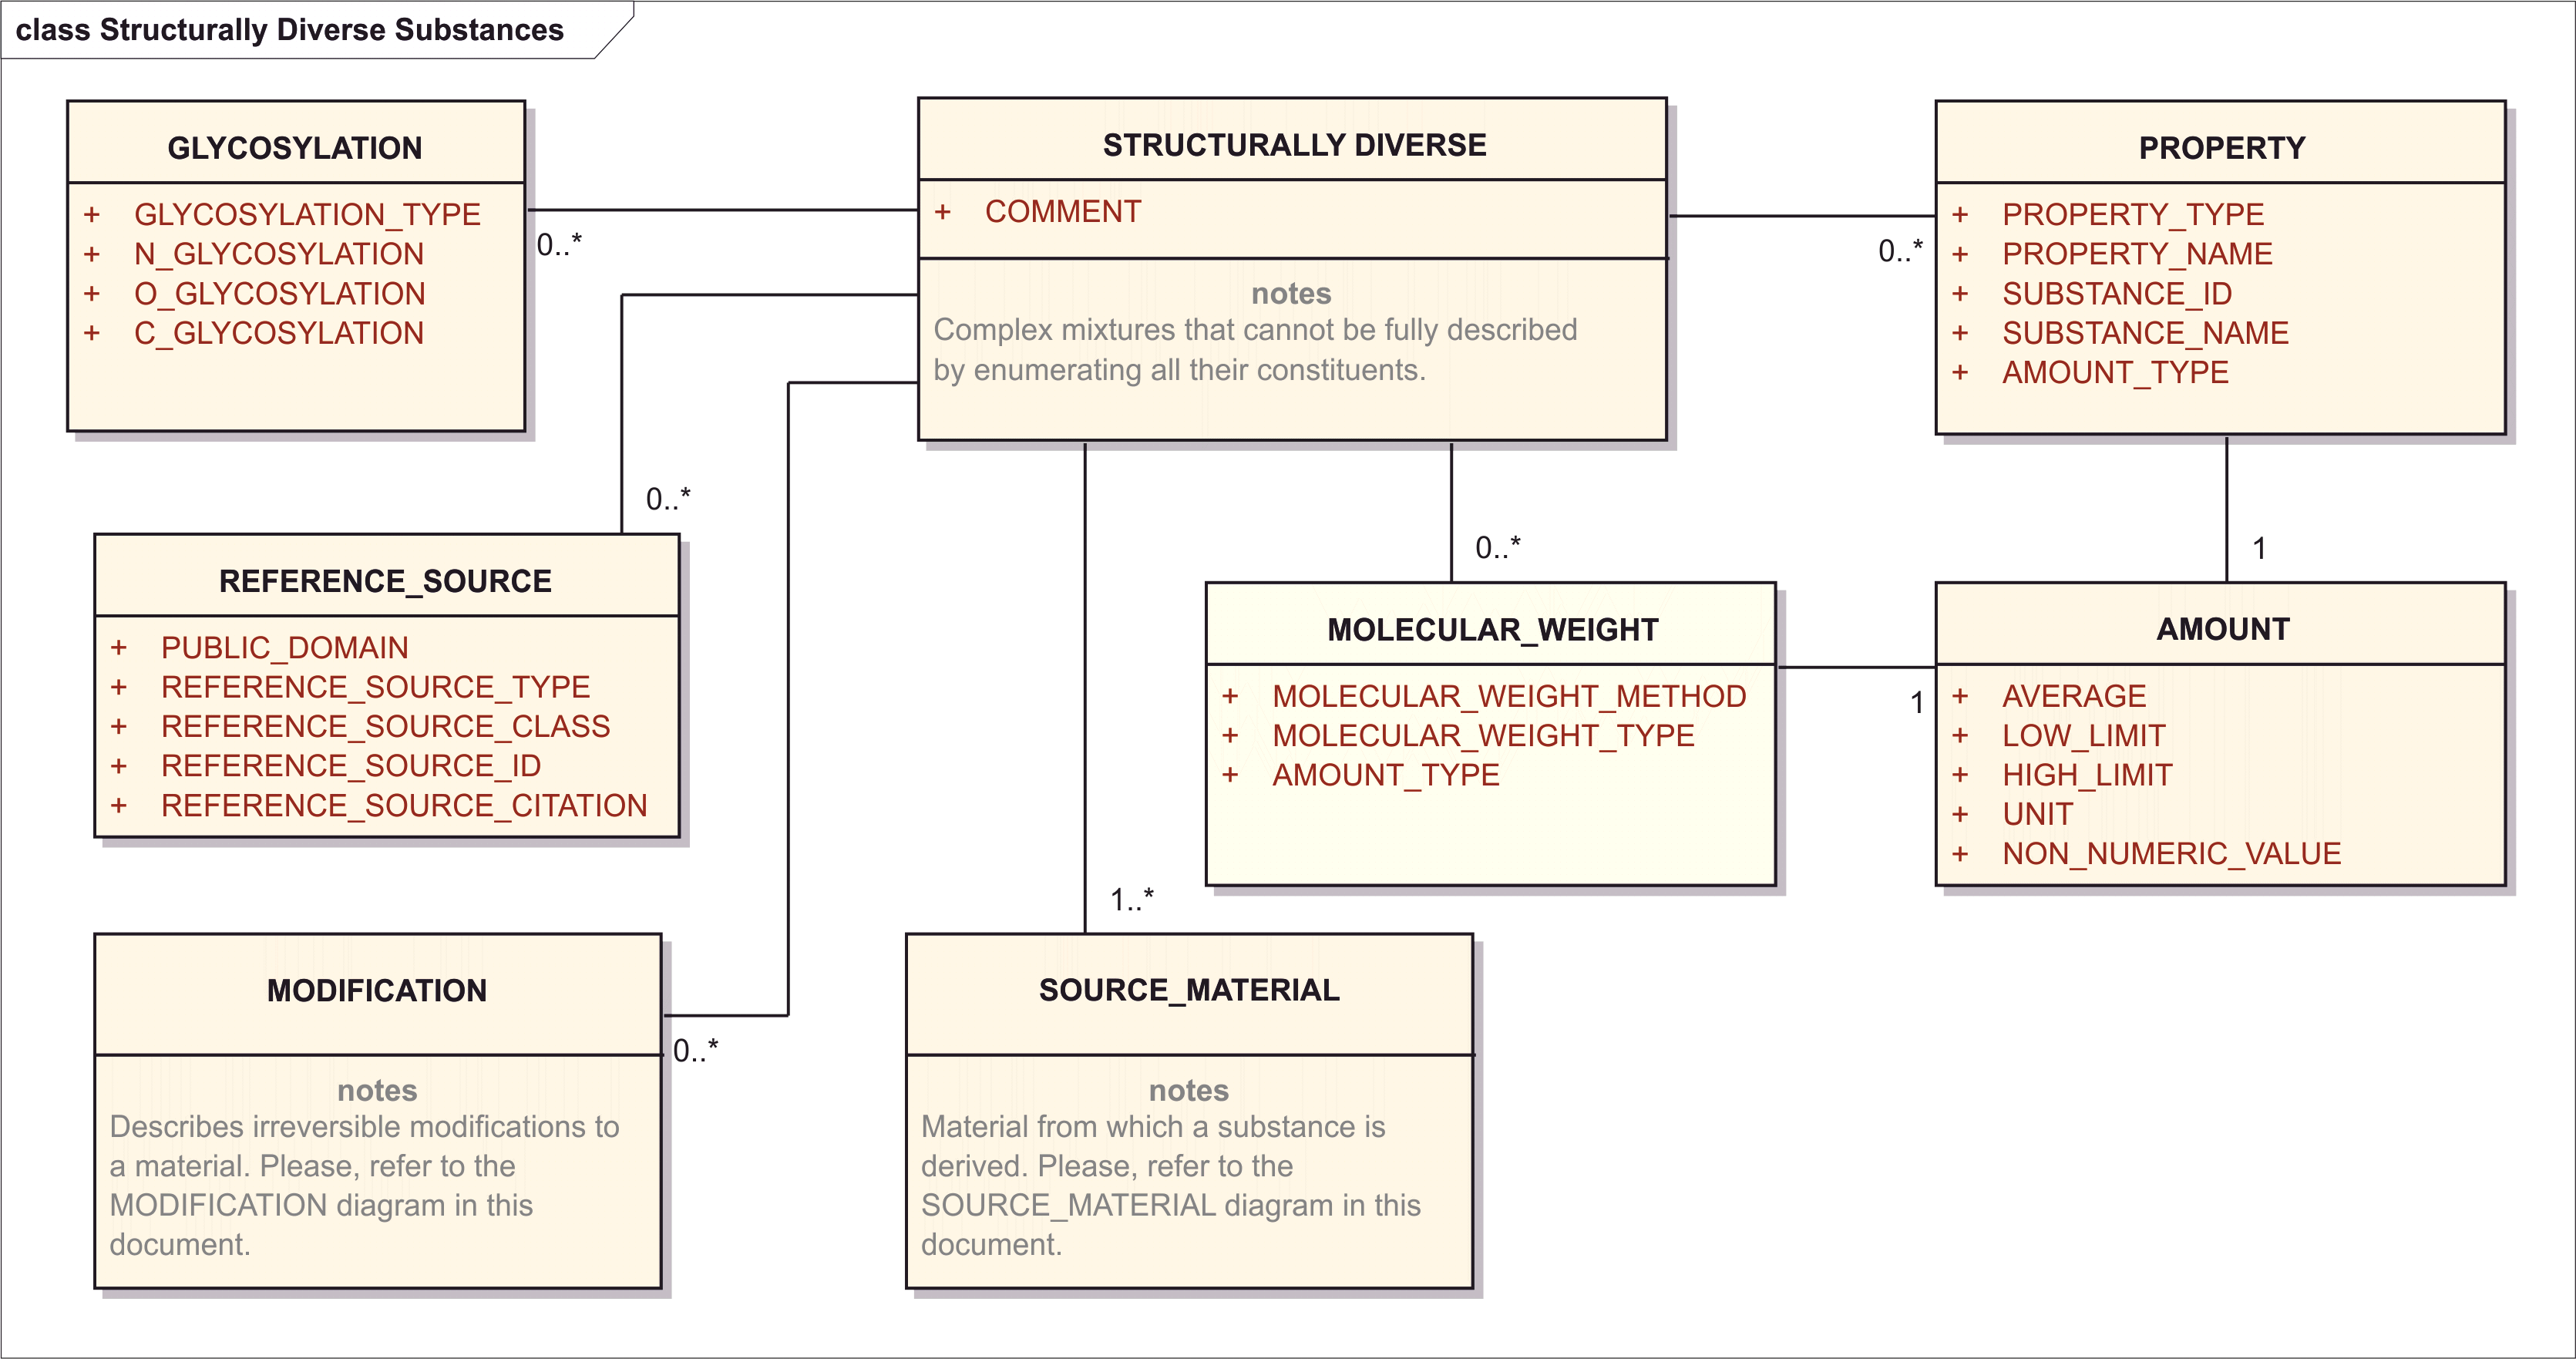 class Structurally Diverse Substances
GLYCOSYLATION
+ GLYCOSYLATION_TYPE
+ N_GLYCOSYLATION
+ O_GLYCOSYLATION
+ C_GLYCOSYLATION
0..*
STRUCTURALLY DIVERSE
+ COMMENT
notes
Complex mixtures that cannot be fully described
by enumerating all their constituents.
PROPERTY
+ PROPERTY_TYPE
+ PROPERTY_NAME
+ SUBSTANCE_ID
+ SUBSTANCE_NAME
+ AMOUNT_TYPE
0..*
0..*
REFERENCE_SOURCE
+ PUBLIC_DOMAIN
+ REFERENCE_SOURCE_TYPE
+ REFERENCE_SOURCE_CLASS
+ REFERENCE_SOURCE_ID
+ REFERENCE_SOURCE_CITATION
0..*
MOLECULAR_WEIGHT
+ MOLECULAR_WEIGHT_METHOD
+ MOLECULAR_WEIGHT_TYPE
+ AMOUNT_TYPE
1
1
AMOUNT
+ AVERAGE
+ LOW_LIMIT
+ HIGH_LIMIT
+ UNIT
+ NON_NUMERIC_VALUE
MODIFICATION
0..*
notes
Describes irreversible modifications to
a material. Please, refer to the
MODIFICATION diagram in this
document.
1..*
SOURCE_MATERIAL
notes
Material from which a substance is
derived. Please, refer to the
SOURCE_MATERIAL diagram in this
document.